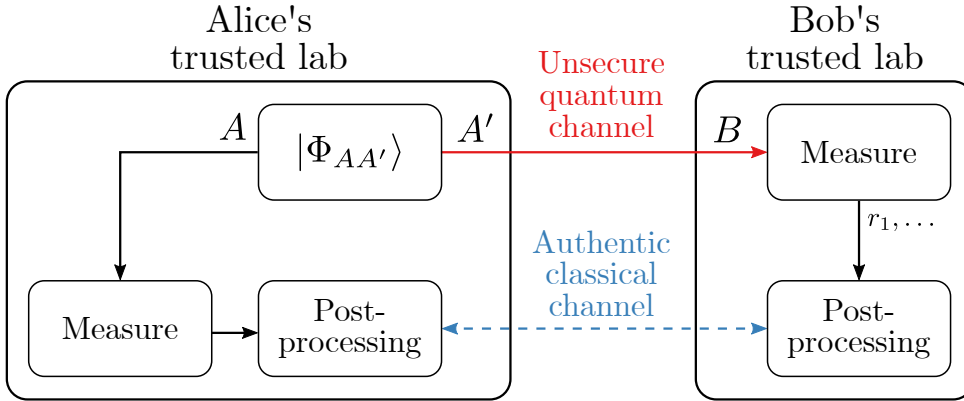 Alice's
trusted lab
Bob's
trusted lab
Unsecure
quantum
channel
A
|Φ_{AA′}⟩
A′
B
Measure
r₁, …
Authentic
classical
channel
Measure
Post-
processing
Post-
processing